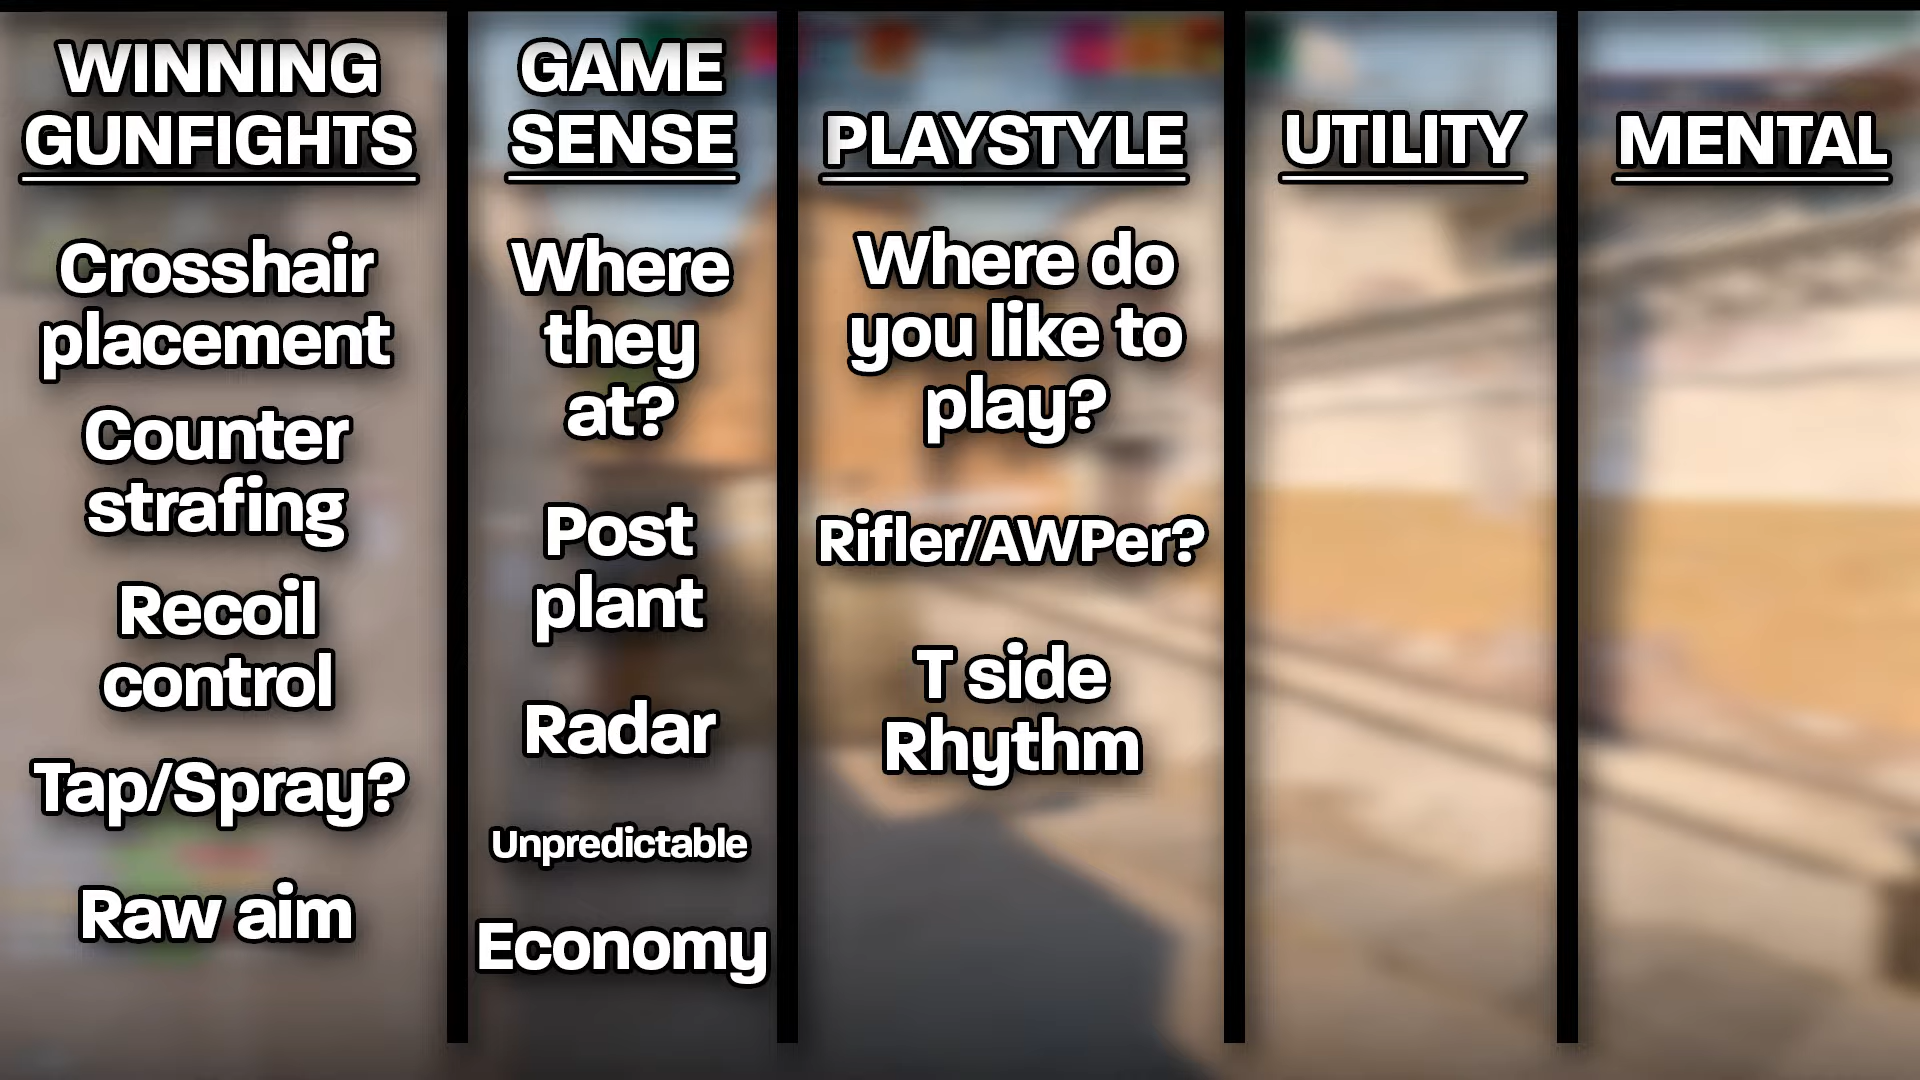 WINNING
GUNFIGHTS
Crosshair
placement
Counter
strafing
Recoil
control
Tap/Spray?
Raw aim
GAME
SENSE
Where
they
at?
Post
plant
Radar
Unpredictable
Economy
PLAYSTYLE
Where do
you like to
play?
Rifler/AWPer?
T side
Rhythm
UTILITY
MENTAL